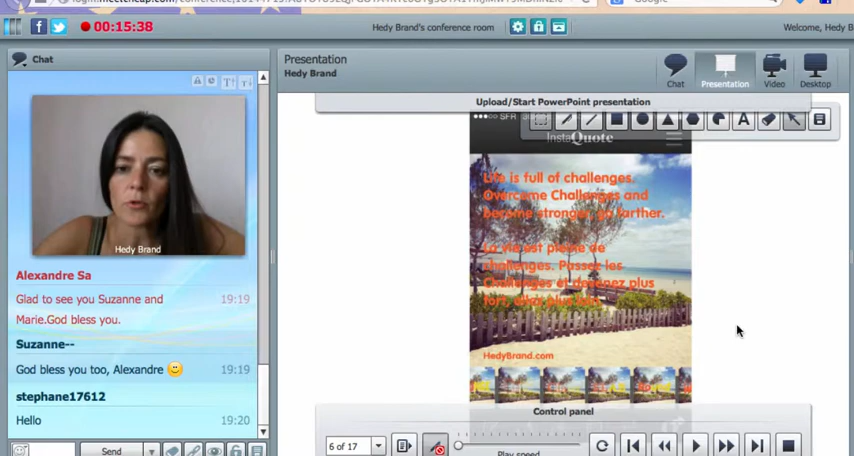 00:15:38
Hedy Brand's conference room
Welcome, Hedy B
Chat
Presentation
Hedy Brand
Chat
Presentation
Video
Desktop
Upload/Start PowerPoint presentation
SFR
InstaQuote
Life is full of challenges.
Overcome Challenges and
become stronger, go farther.
La vie est pleine de
challenges. Passez les
Challenges et devenez plus
fort, allez plus loin.
HedyBrand.com
Hedy Brand
Alexandre Sa
Glad to see you Suzanne and 19:19
Marie.God bless you.
Suzanne--
God bless you too, Alexandre 19:19
stephane17612
Hello 19:20
Send
Control panel
6 of 17
Play speed